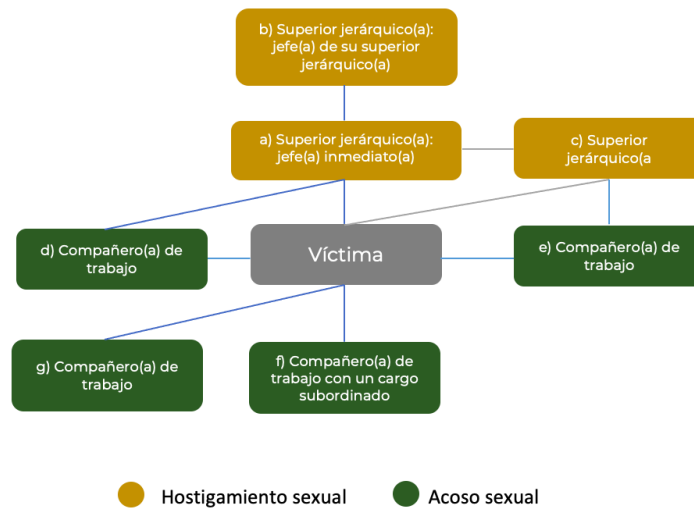 b) Superior jerárquico(a):
jefe(a) de su superior
jerárquico(a)
a) Superior jerárquico(a):
jefe(a) inmediato(a)
c) Superior
jerárquico(a
d) Compañero(a) de
trabajo
Víctima
e) Compañero(a) de
trabajo
g) Compañero(a) de
trabajo
f) Compañero(a) de
trabajo con un cargo
subordinado
Hostigamiento sexual
Acoso sexual